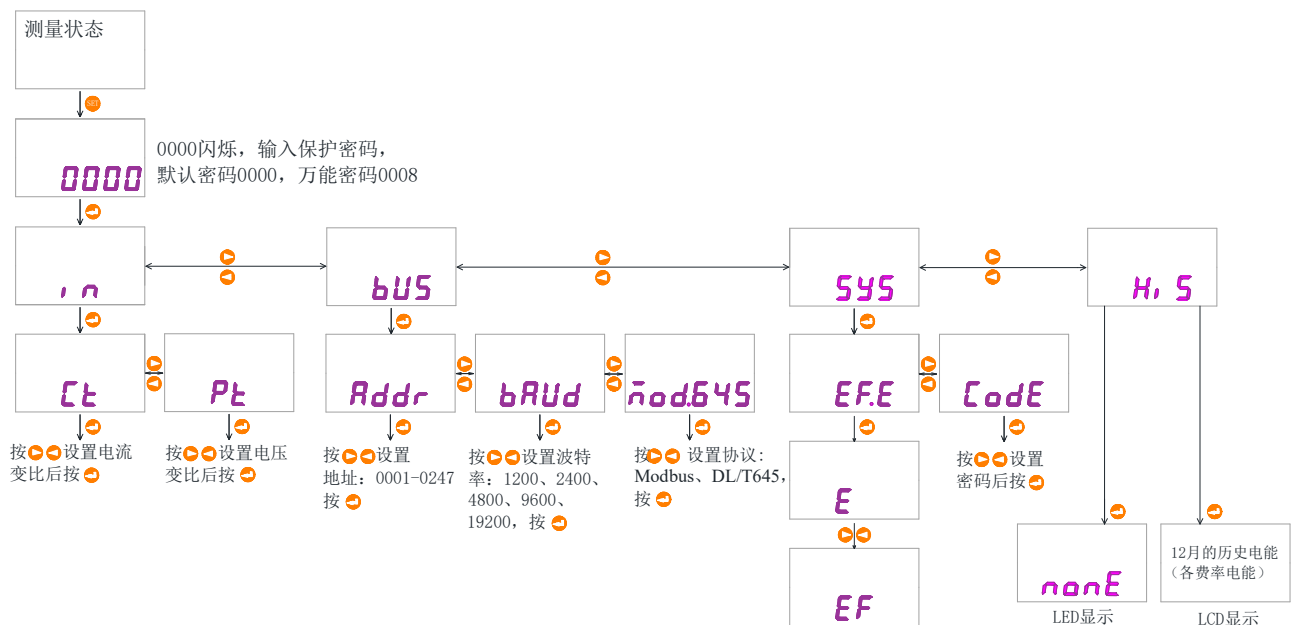 测量状态
SET
0000
0000闪烁，输入保护密码，
默认密码0000，万能密码0008
in
bUS
SYS
HiS
Ct
Pt
Addr
bAUd
mod.645
EF.E
CodE
按设置电流
变比后按
按设置电压
变比后按
按设置
地址：0001-0247
按
按设置波特
率：1200、2400、
4800、9600、
19200，按
按 设置协议：
Modbus、DL/T645，
按
E
按设置
密码后按
EF
nonE
LED显示
12月的历史电能
（各费率电能）
LCD显示